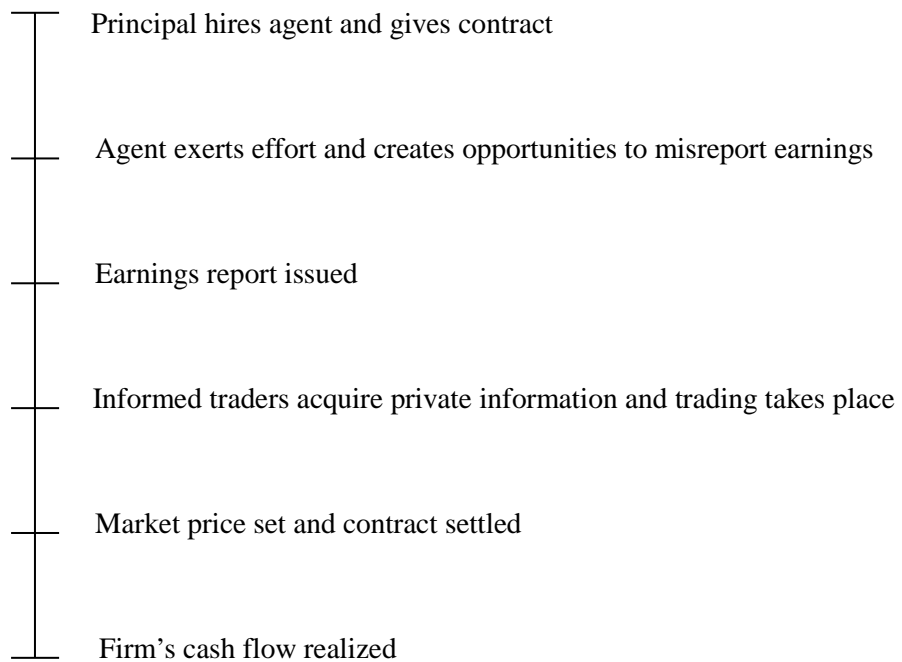 Principal hires agent and gives contract
Agent exerts effort and creates opportunities to misreport earnings
Earnings report issued
Informed traders acquire private information and trading takes place
Market price set and contract settled
Firm’s cash flow realized